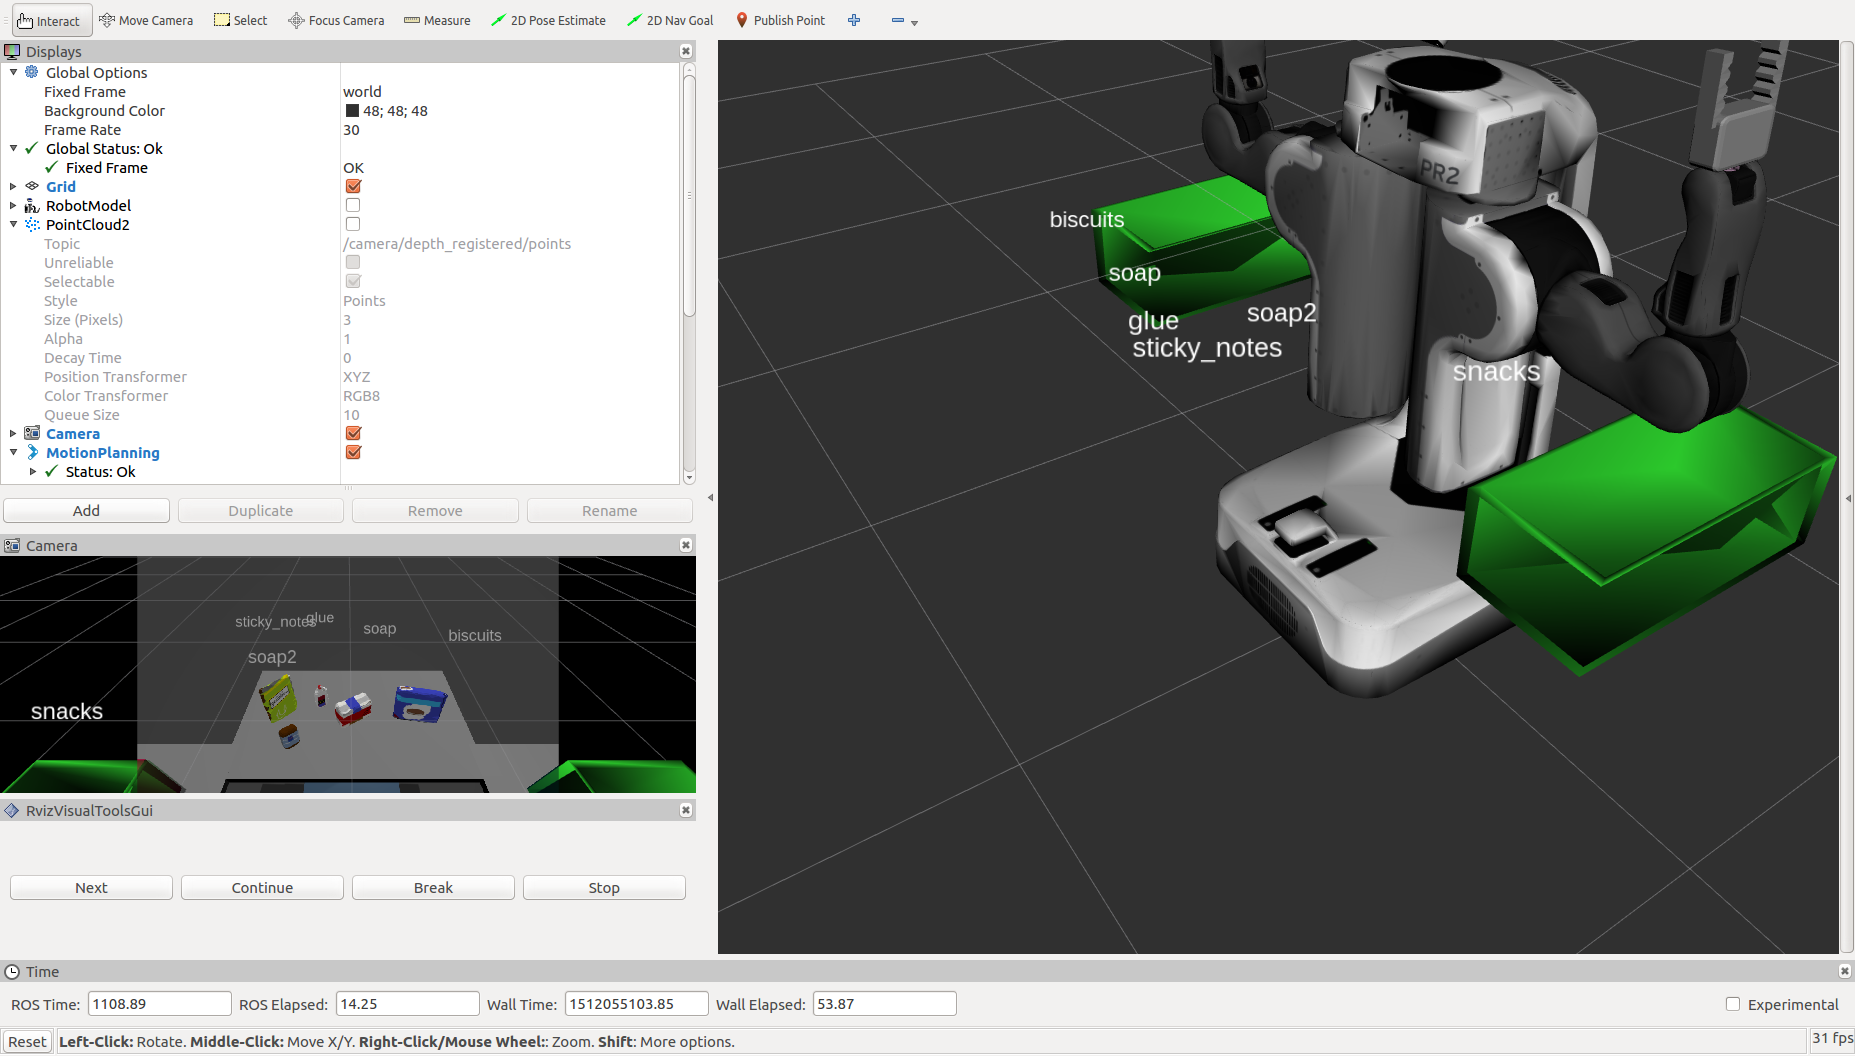 Interact Move Camera Select Focus Camera Measure 2D Pose Estimate 2D Nav Goal Publish Point
Displays
Global Options
Fixed Frame world
Background Color 48; 48; 48
Frame Rate 30
Global Status: Ok
Fixed Frame OK
Grid
RobotModel
PointCloud2
Topic /camera/depth_registered/points
Unreliable
Selectable
Style Points
Size (Pixels) 3
Alpha 1
Decay Time 0
Position Transformer XYZ
Color Transformer RGB8
Queue Size 10
Camera
MotionPlanning
Status: Ok
Add Duplicate Remove Rename
Camera
sticky_notes glue soap biscuits
soap2
snacks
RvizVisualToolsGui
Next Continue Break Stop
PR2
biscuits
soap
glue soap2
sticky_notes
snacks
Time
ROS Time: 1108.89 ROS Elapsed: 14.25 Wall Time: 1512055103.85 Wall Elapsed: 53.87 Experimental
Reset Left-Click: Rotate. Middle-Click: Move X/Y. Right-Click/Mouse Wheel:: Zoom. Shift: More options. 31 fps